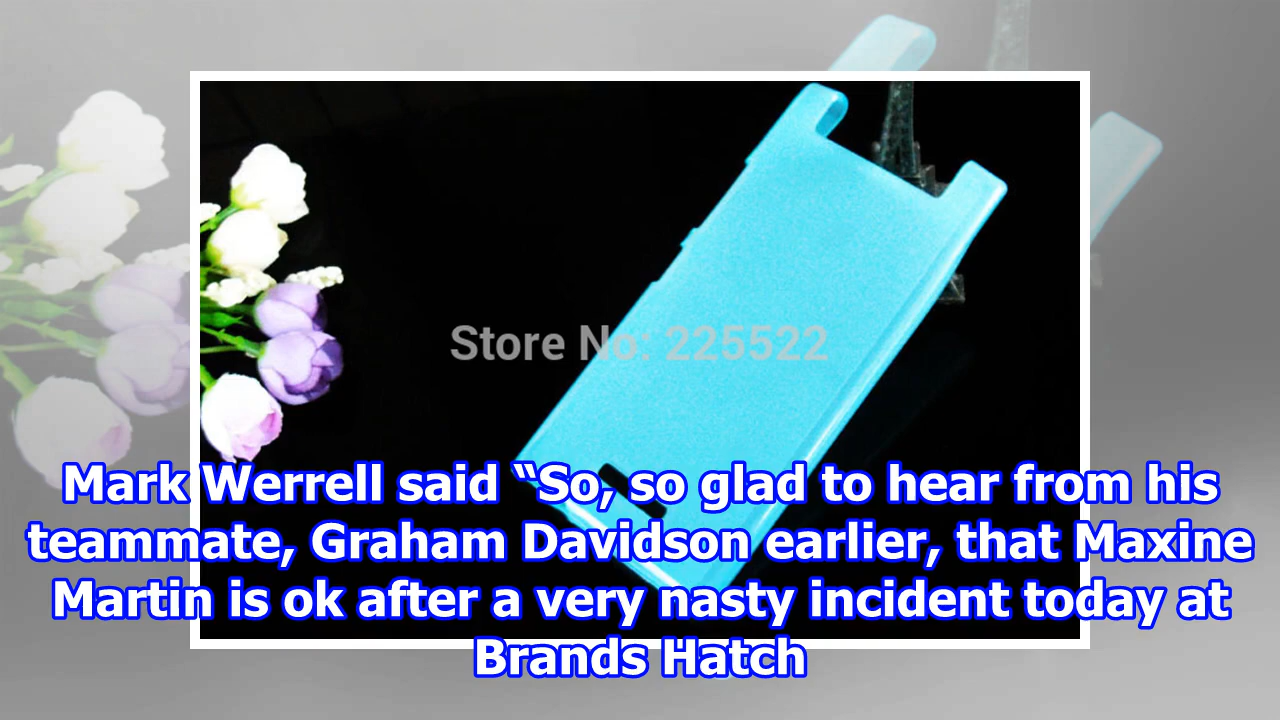 Store No: 225522
Mark Werrell said “So, so glad to hear from his
teammate, Graham Davidson earlier, that Maxine
Martin is ok after a very nasty incident today at
Brands Hatch